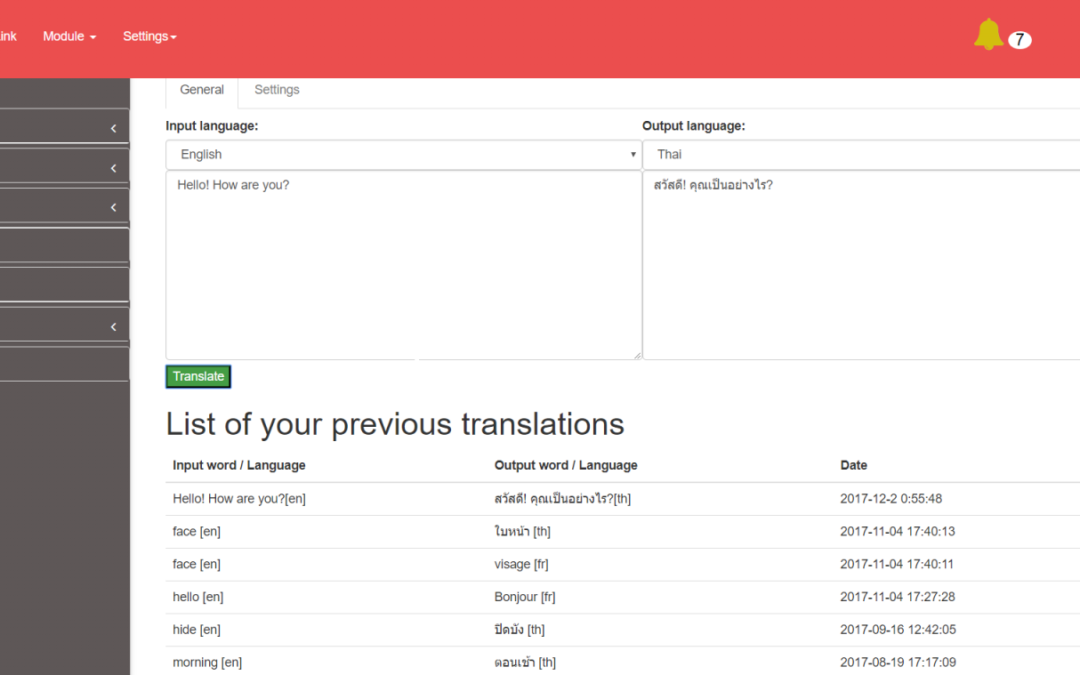 ink Module Settings 7
General Settings
Input language: Output language:
English Thai
Hello! How are you? สวัสดี! คุณเป็นอย่างไร?
Translate
List of your previous translations
Input word / Language Output word / Language Date
Hello! How are you?[en] สวัสดี! คุณเป็นอย่างไร?[th] 2017-12-2 0:55:48
face [en] ใบหน้า [th] 2017-11-04 17:40:13
face [en] visage [fr] 2017-11-04 17:40:11
hello [en] Bonjour [fr] 2017-11-04 17:27:28
hide [en] ปิดบัง [th] 2017-09-16 12:42:05
morning [en] ตอนเช้า [th] 2017-08-19 17:17:09